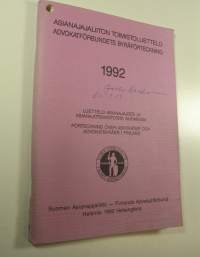 ASIANAJAJALIITON TOIMISTOLUETTELO
ADVOKATFÖRBUNDETS BYRÅFÖRTECKNING
1992
LUETTELO ASIANAJAJISTA JA
ASIANAJOTOIMISTOISTA SUOMESSA
FÖRTECKNING ÖVER ADVOKATER OCH
ADVOKATBYRÅER I FINLAND
Suomen Asianajajaliitto — Finlands Advokatförbund
Helsinki 1992 Helsingfors